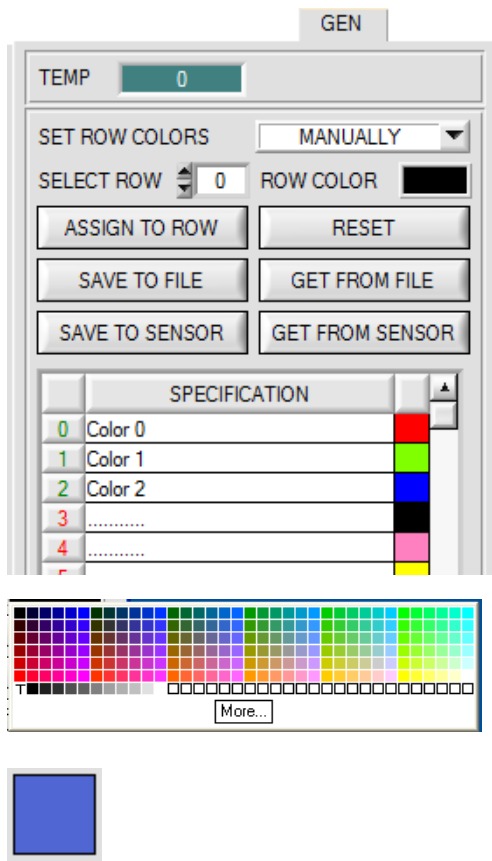 GEN
TEMP 0
SET ROW COLORS MANUALLY
SELECT ROW 0 ROW COLOR
ASSIGN TO ROW RESET
SAVE TO FILE GET FROM FILE
SAVE TO SENSOR GET FROM SENSOR
SPECIFICATION
0 Color 0
1 Color 1
2 Color 2
3 ...........
4 ...........
T
More...